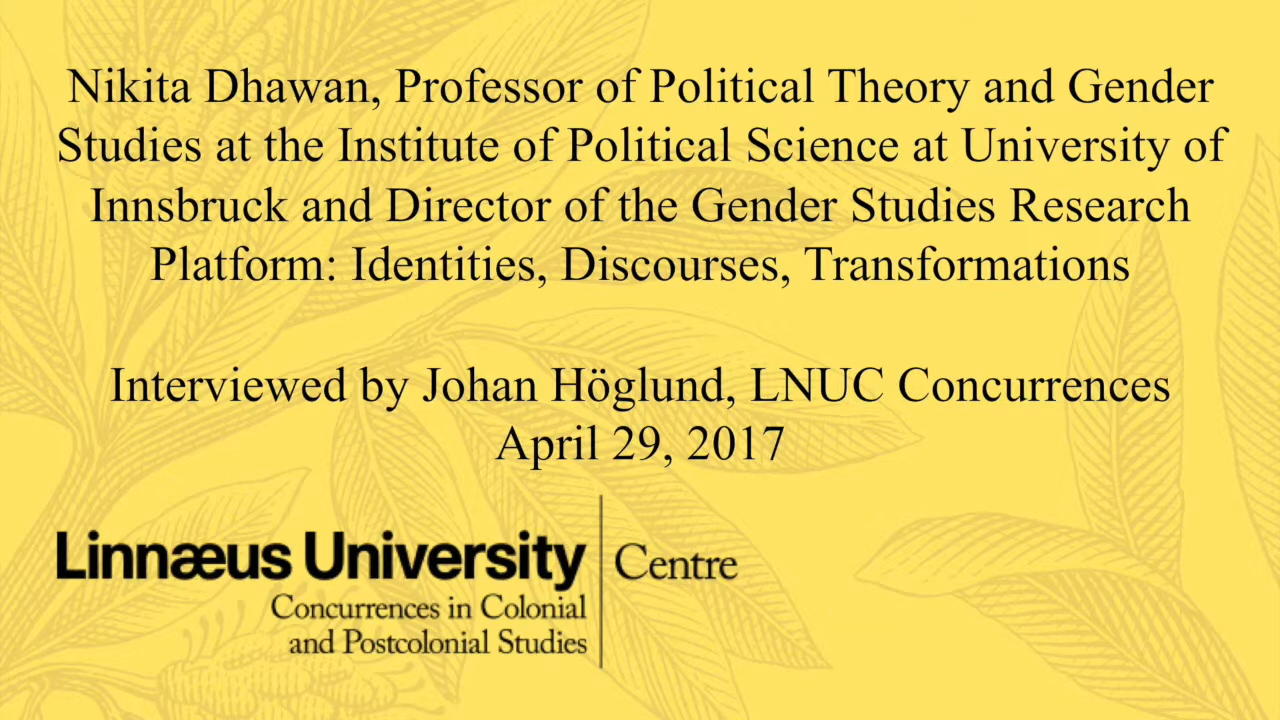 Nikita Dhawan, Professor of Political Theory and Gender
Studies at the Institute of Political Science at University of
Innsbruck and Director of the Gender Studies Research
Platform: Identities, Discourses, Transformations
Interviewed by Johan Höglund, LNUC Concurrences
April 29, 2017
Linnæus University Centre
Concurrences in Colonial
and Postcolonial Studies